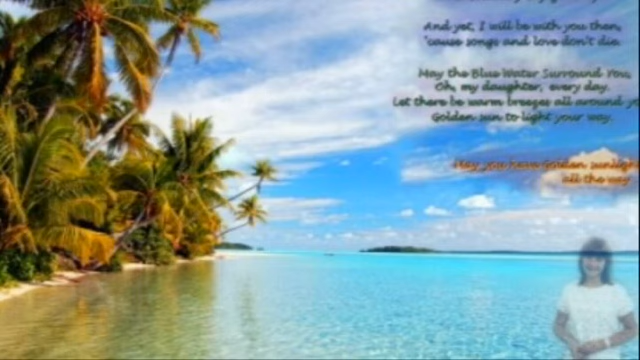 And yet, I will be with you then,
'cause songs and love don't die.
May the Blue Water Surround You,
Oh, my daughter, every day.
Let there be warm breezes all around
Golden sun to light your way.
May you have Golden sunlight
all the way